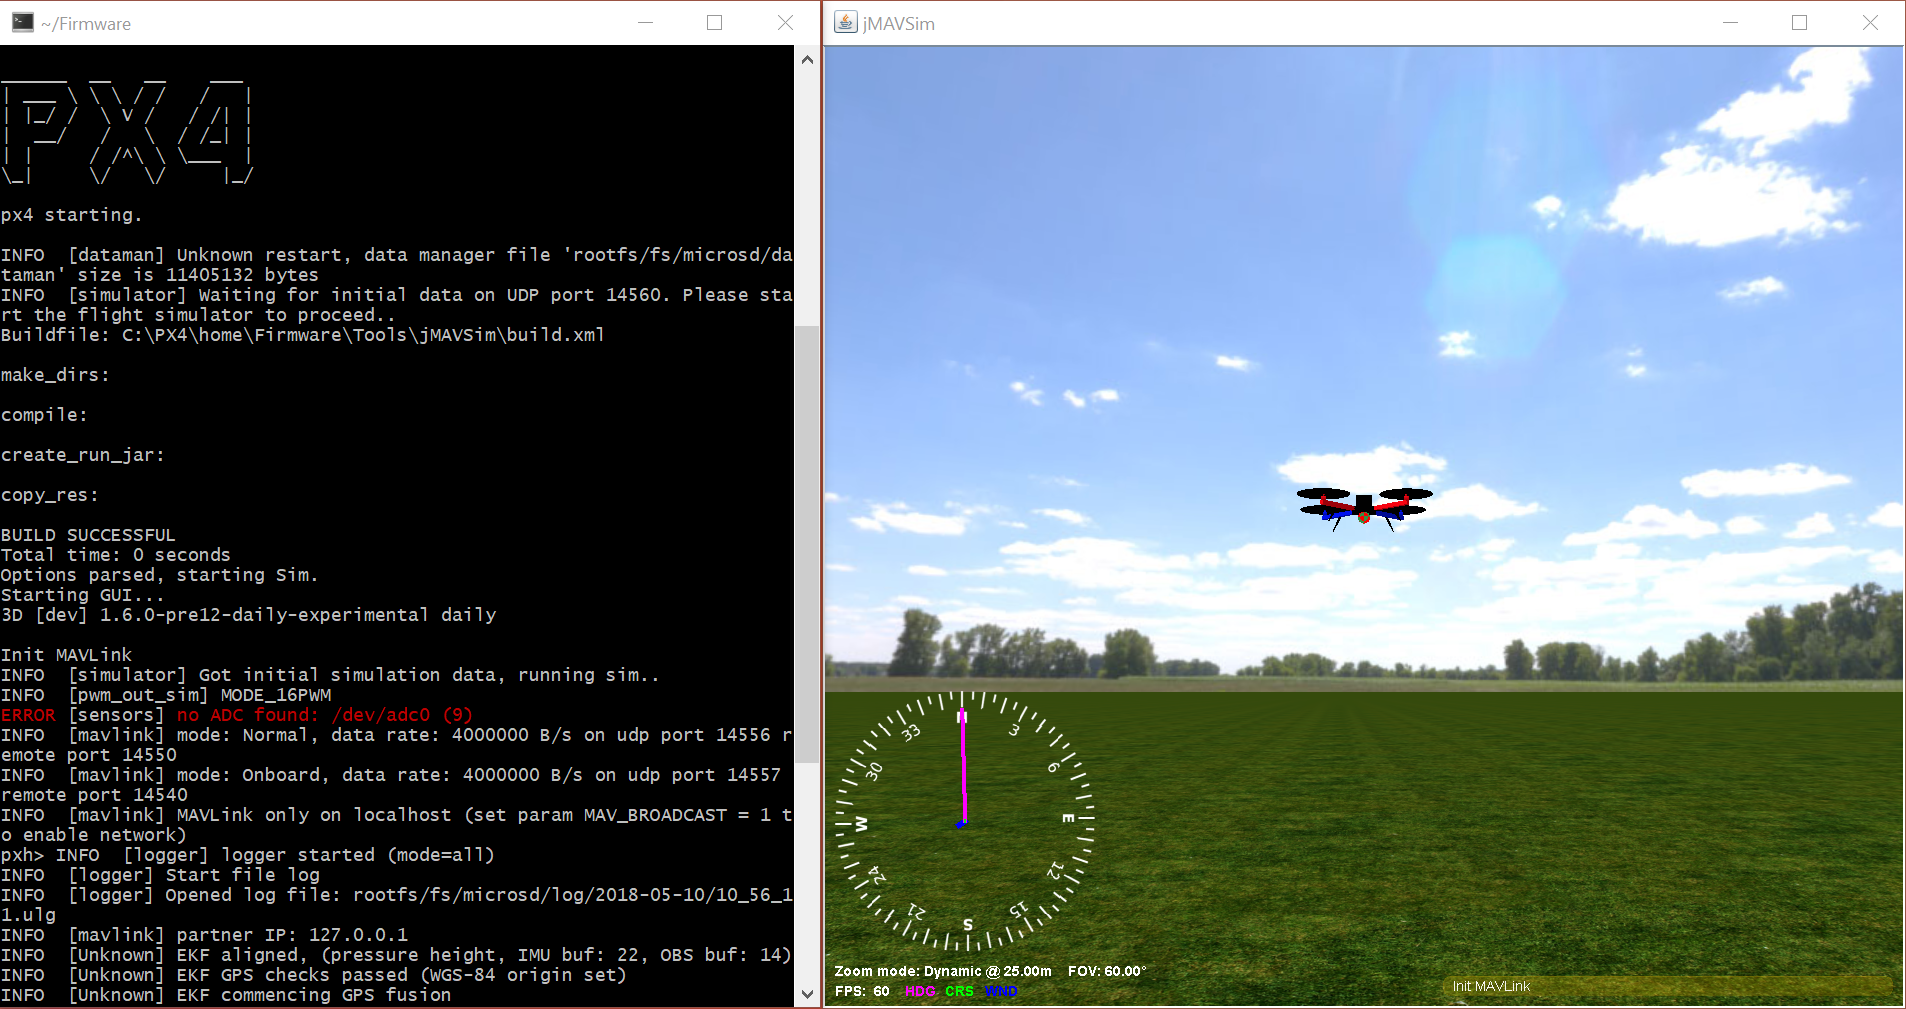 ~/Firmware
px4 starting.
INFO  [dataman] Unknown restart, data manager file 'rootfs/fs/microsd/da
taman' size is 11405132 bytes
INFO  [simulator] Waiting for initial data on UDP port 14560. Please sta
rt the flight simulator to proceed..
Buildfile: C:\PX4\home\Firmware\Tools\jMAVSim\build.xml
make_dirs:
compile:
create_run_jar:
copy_res:
BUILD SUCCESSFUL
Total time: 0 seconds
Options parsed, starting Sim.
Starting GUI...
3D [dev] 1.6.0-pre12-daily-experimental daily
Init MAVLink
INFO  [simulator] Got initial simulation data, running sim..
INFO  [pwm_out_sim] MODE_16PWM
ERROR [sensors] no ADC found: /dev/adc0 (9)
INFO  [mavlink] mode: Normal, data rate: 4000000 B/s on udp port 14556 r
emote port 14550
INFO  [mavlink] mode: Onboard, data rate: 4000000 B/s on udp port 14557
remote port 14540
INFO  [mavlink] MAVLink only on localhost (set param MAV_BROADCAST = 1 t
o enable network)
pxh> INFO  [logger] logger started (mode=all)
INFO  [logger] Start file log
INFO  [logger] Opened log file: rootfs/fs/microsd/log/2018-05-10/10_56_1
1.ulg
INFO  [mavlink] partner IP: 127.0.0.1
INFO  [Unknown] EKF aligned, (pressure height, IMU buf: 22, OBS buf: 14)
INFO  [Unknown] EKF GPS checks passed (WGS-84 origin set)
INFO  [Unknown] EKF commencing GPS fusion
jMAVSim
N
3
6
E
12
15
S
21
24
W
30
33
Zoom mode: Dynamic @ 25.00m    FOV: 60.00°
FPS:  60   HDG  CRS  WND
Init MAVLink